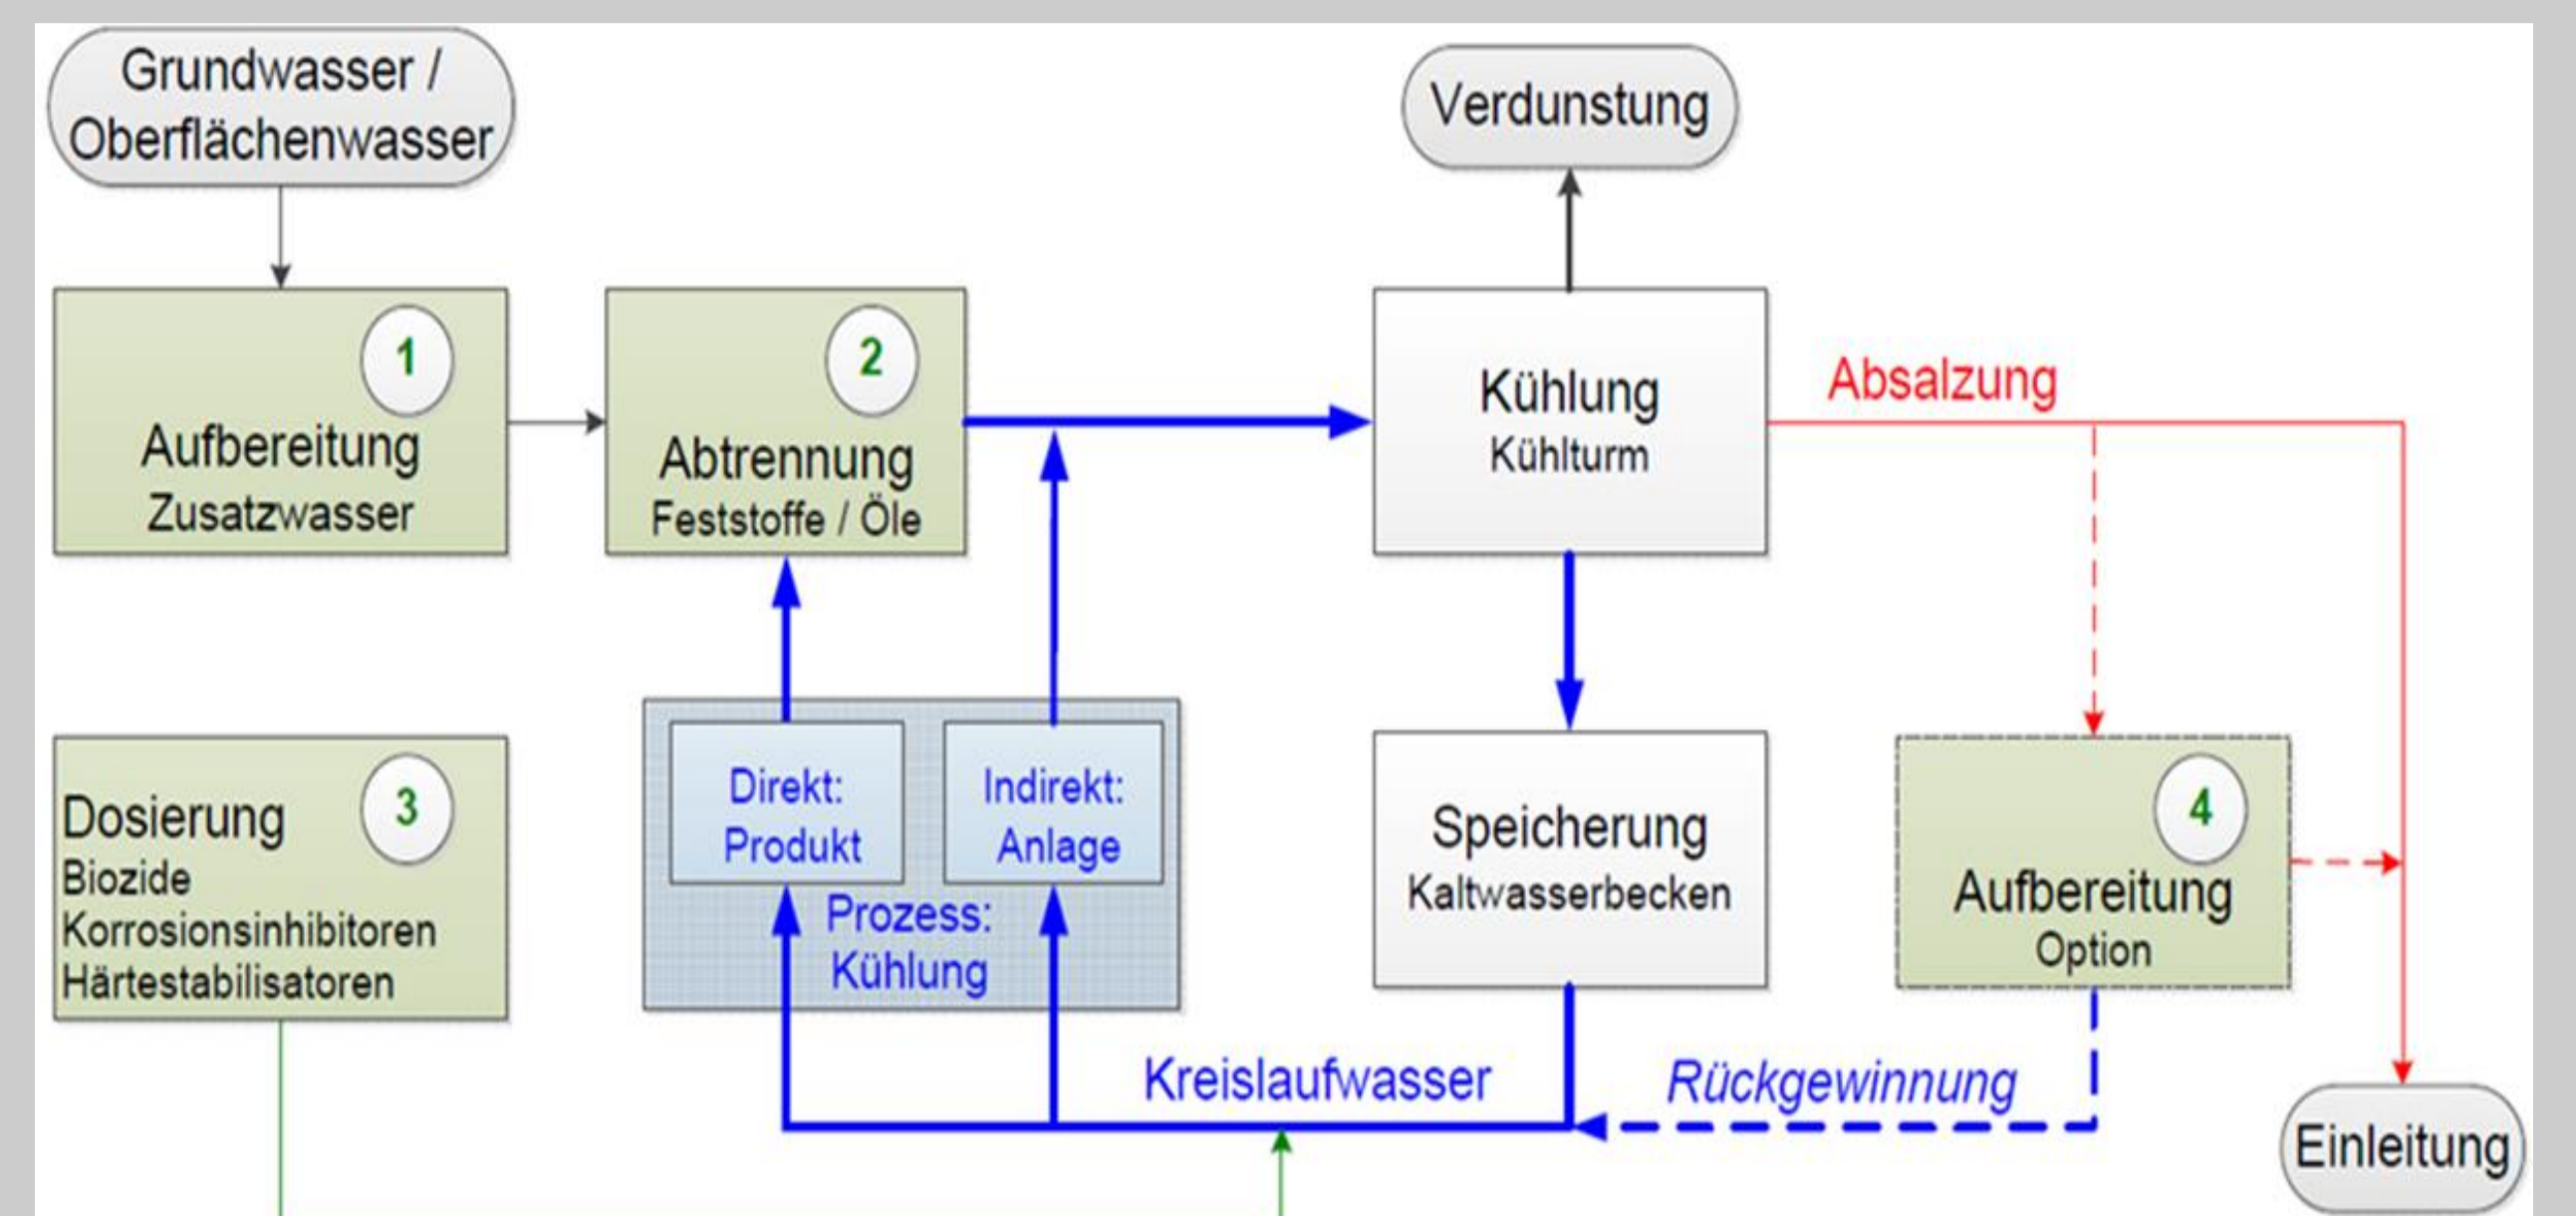 Grundwasser /
Oberflächenwasser
Verdunstung
1
Aufbereitung
Zusatzwasser
2
Abtrennung
Feststoffe / Öle
Kühlung
Kühlturm
Absalzung
3
Dosierung
Biozide
Korrosionsinhibitoren
Härtestabilisatoren
Direkt:
Produkt
Indirekt:
Anlage
Prozess:
Kühlung
Speicherung
Kaltwasserbecken
4
Aufbereitung
Option
Kreislaufwasser
Rückgewinnung
Einleitung